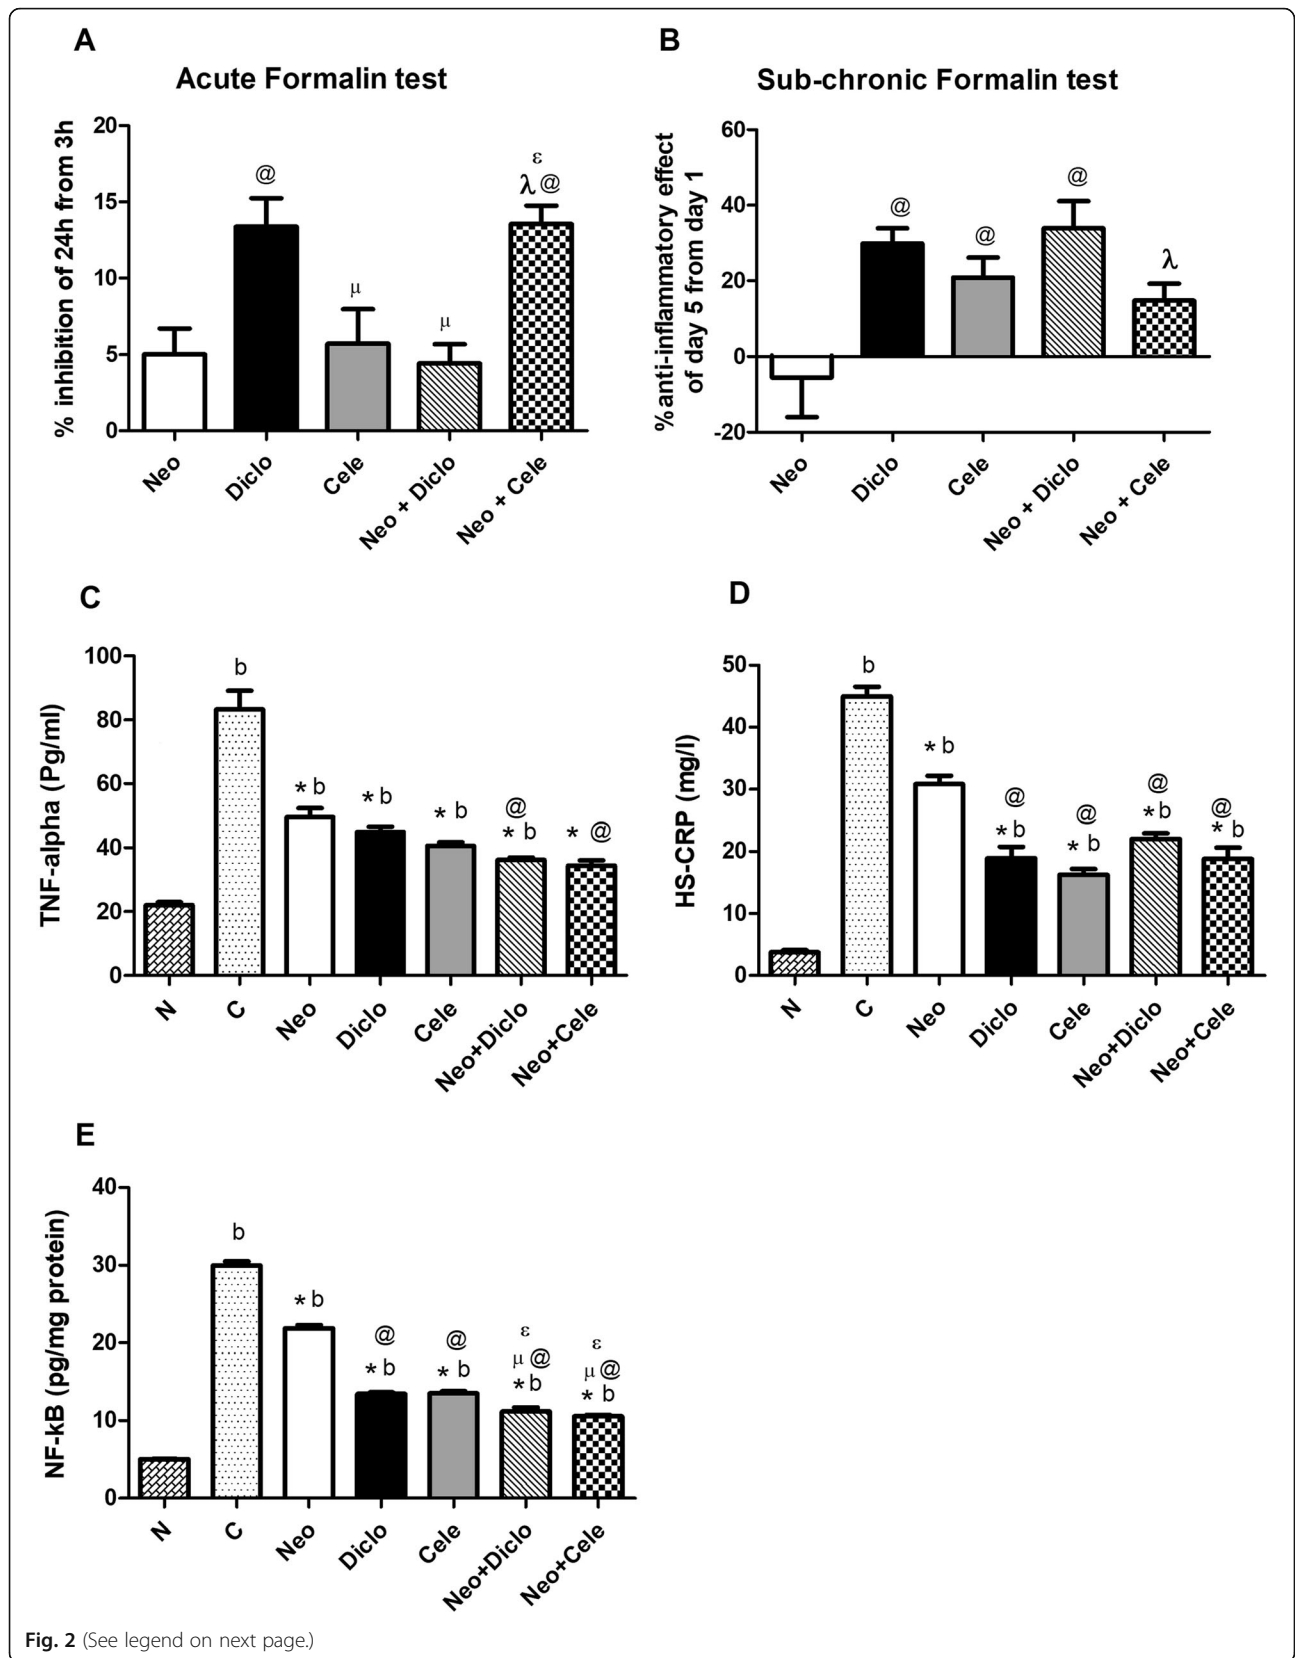 A
Acute Formalin test
% inhibition of 24h from 3h
20
15
10
5
0
@
μ
μ
ε
λ @
Neo
Diclo
Cele
Neo + Diclo
Neo + Cele
B
Sub-chronic Formalin test
%anti-inflammatory effect
of day 5 from day 1
60
40
20
0
-20
@
@
@
λ
Neo
Diclo
Cele
Neo + Diclo
Neo + Cele
C
TNF-alpha (Pg/ml)
100
80
60
40
20
0
b
* b
* b
* b
@
* b
* @
N
C
Neo
Diclo
Cele
Neo+Diclo
Neo+Cele
D
HS-CRP (mg/l)
50
40
30
20
10
0
b
* b
@
* b
@
* b
@
* b
@
* b
N
C
Neo
Diclo
Cele
Neo+Diclo
Neo+Cele
E
NF-kB (pg/mg protein)
40
30
20
10
0
b
* b
@
* b
@
* b
ε
μ @
* b
ε
μ @
* b
N
C
Neo
Diclo
Cele
Neo+Diclo
Neo+Cele
Fig. 2 (See legend on next page.)